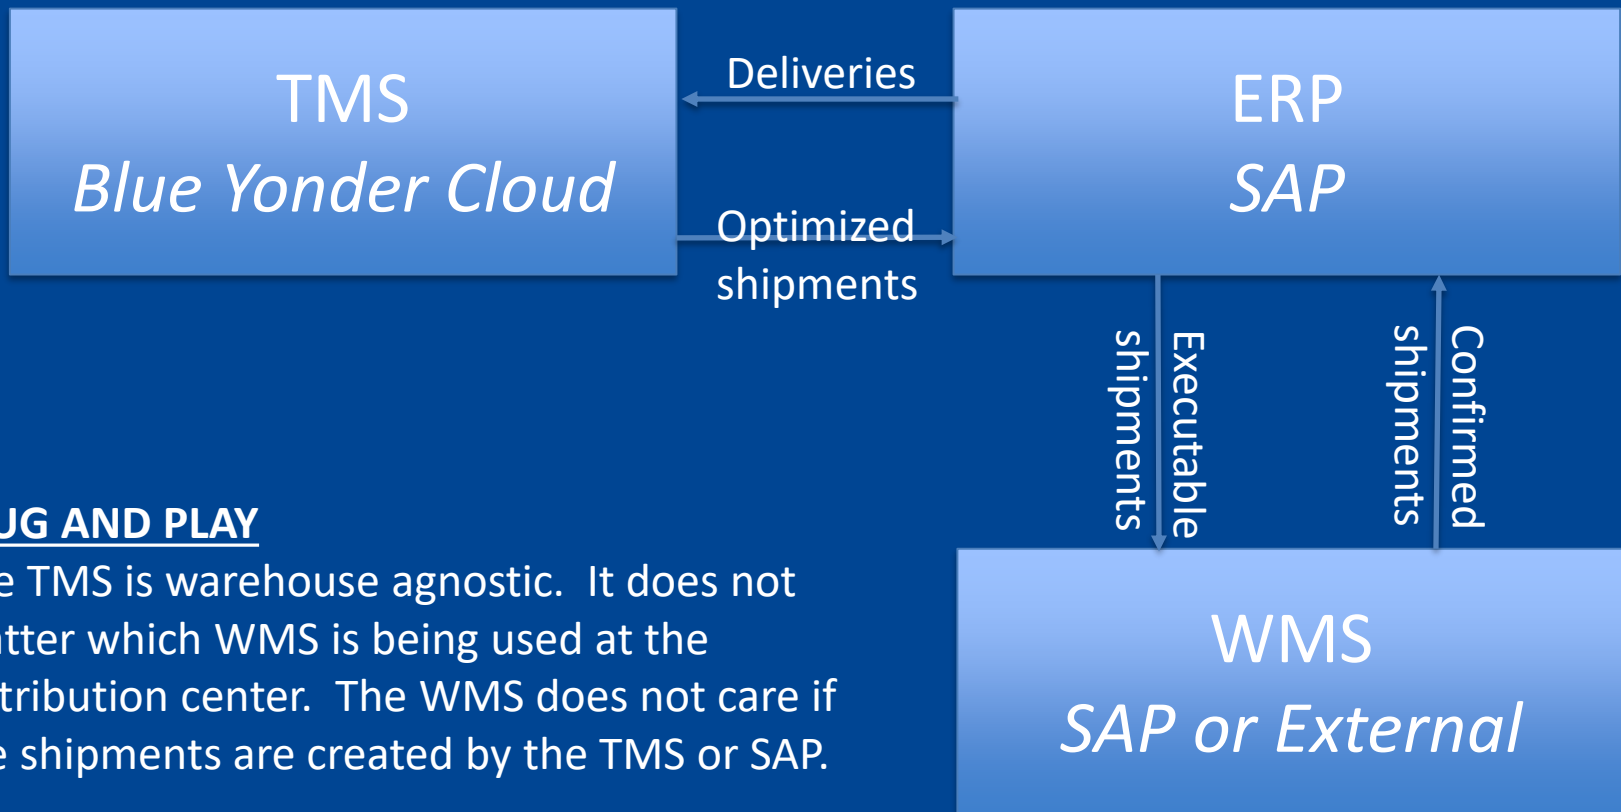 TMS
Blue Yonder Cloud
Deliveries
Optimized
shipments
ERP
SAP
Executable
shipments
Confirmed
shipments
UG AND PLAY
e TMS is warehouse agnostic.  It does not
atter which WMS is being used at the
tribution center.  The WMS does not care if
e shipments are created by the TMS or SAP.
WMS
SAP or External